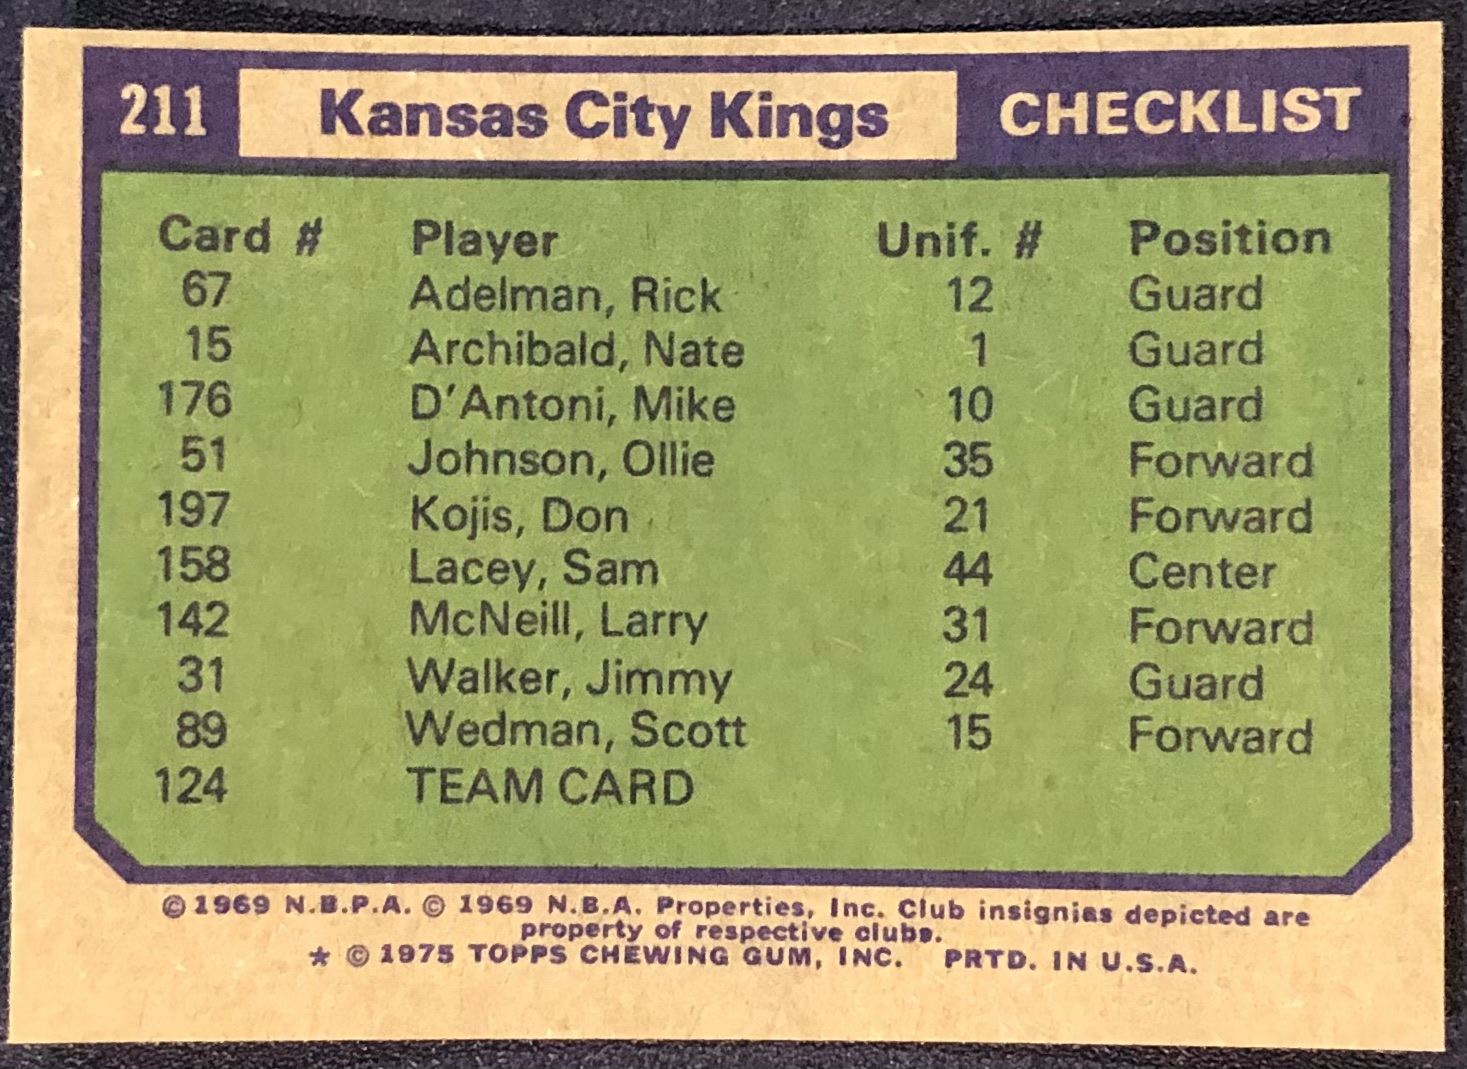 211 Kansas City Kings CHECKLIST
Card # Player Unif. # Position
67 Adelman, Rick 12 Guard
15 Archibald, Nate 1 Guard
176 D'Antoni, Mike 10 Guard
51 Johnson, Ollie 35 Forward
197 Kojis, Don 21 Forward
158 Lacey, Sam 44 Center
142 McNeill, Larry 31 Forward
31 Walker, Jimmy 24 Guard
89 Wedman, Scott 15 Forward
124 TEAM CARD
© 1969 N.B.P.A. © 1969 N.B.A. Properties, Inc. Club insignias depicted are
property of respective clubs.
★ © 1975 TOPPS CHEWING GUM, INC. PRTD. IN U.S.A.